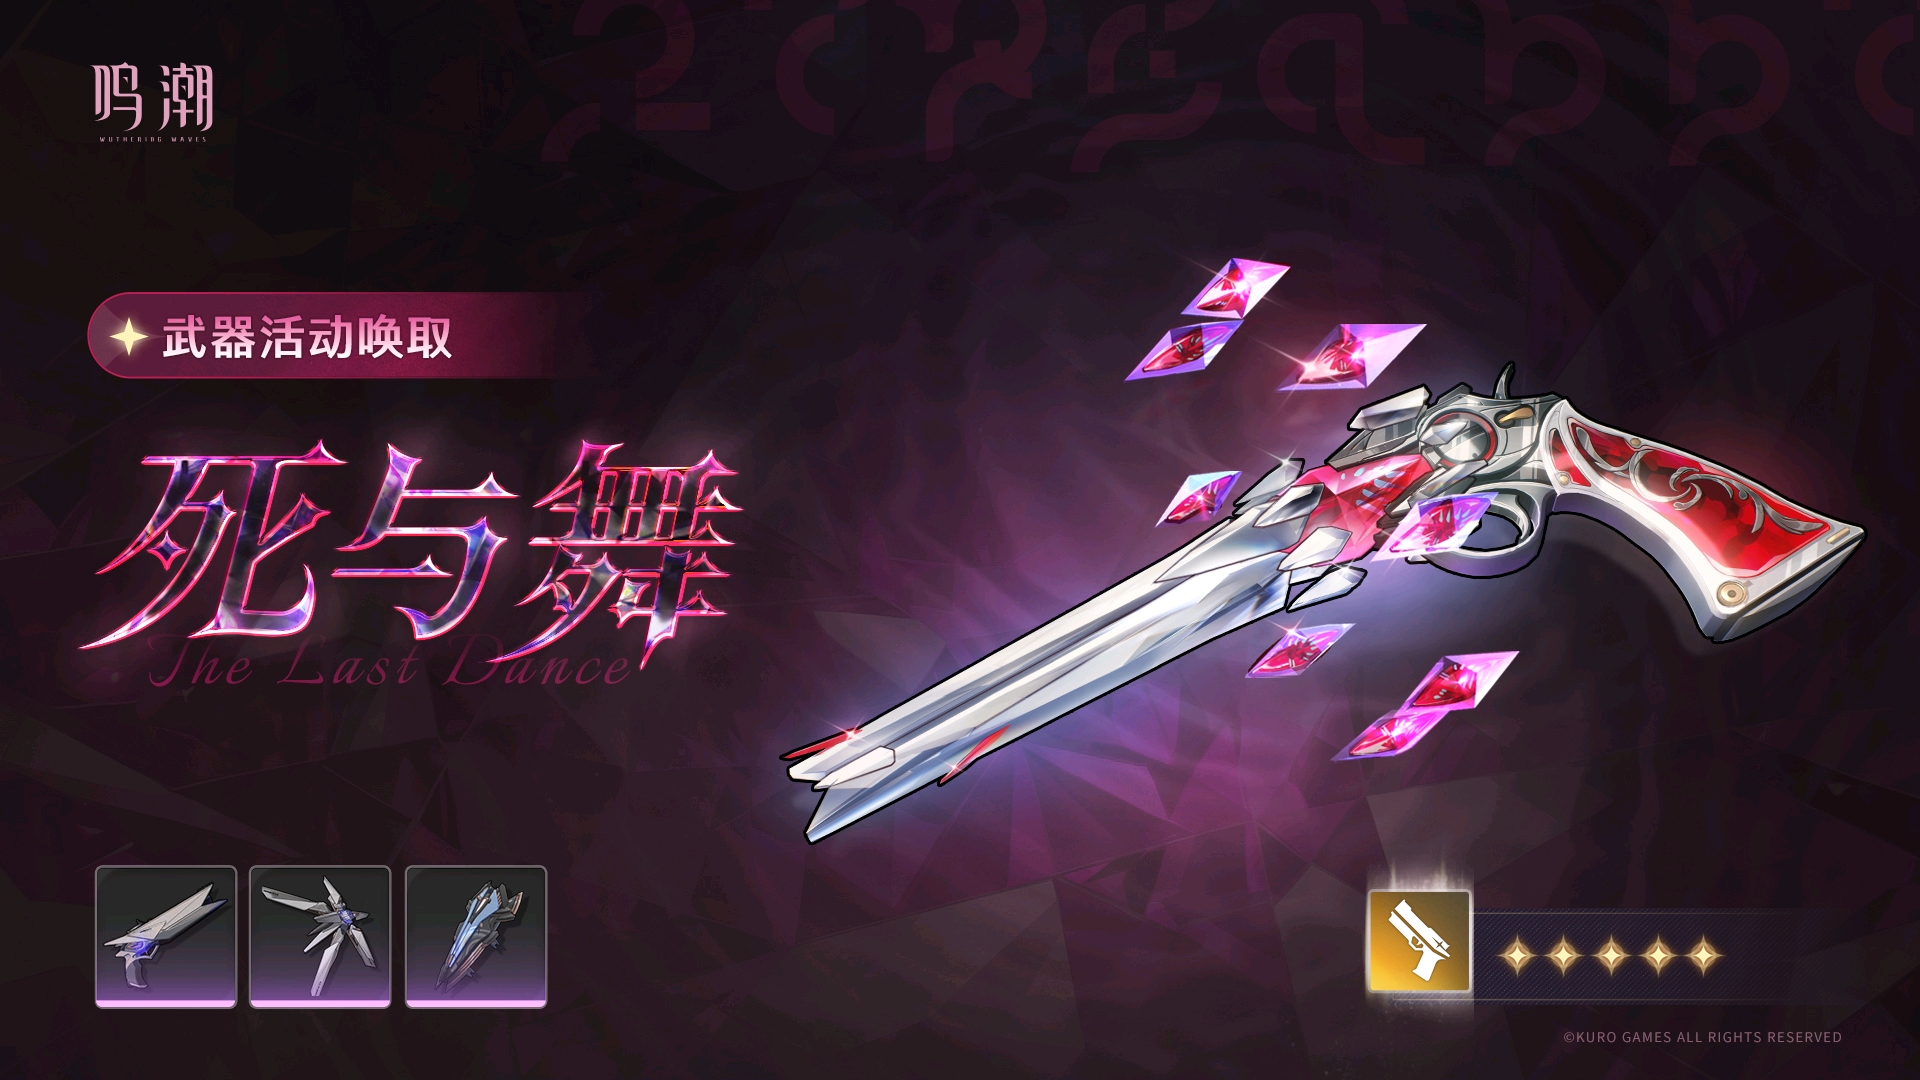 鸣潮
WUTHERING WAVES
武器活动唤取
死与舞
The Last Dance
©KURO GAMES ALL RIGHTS RESERVED